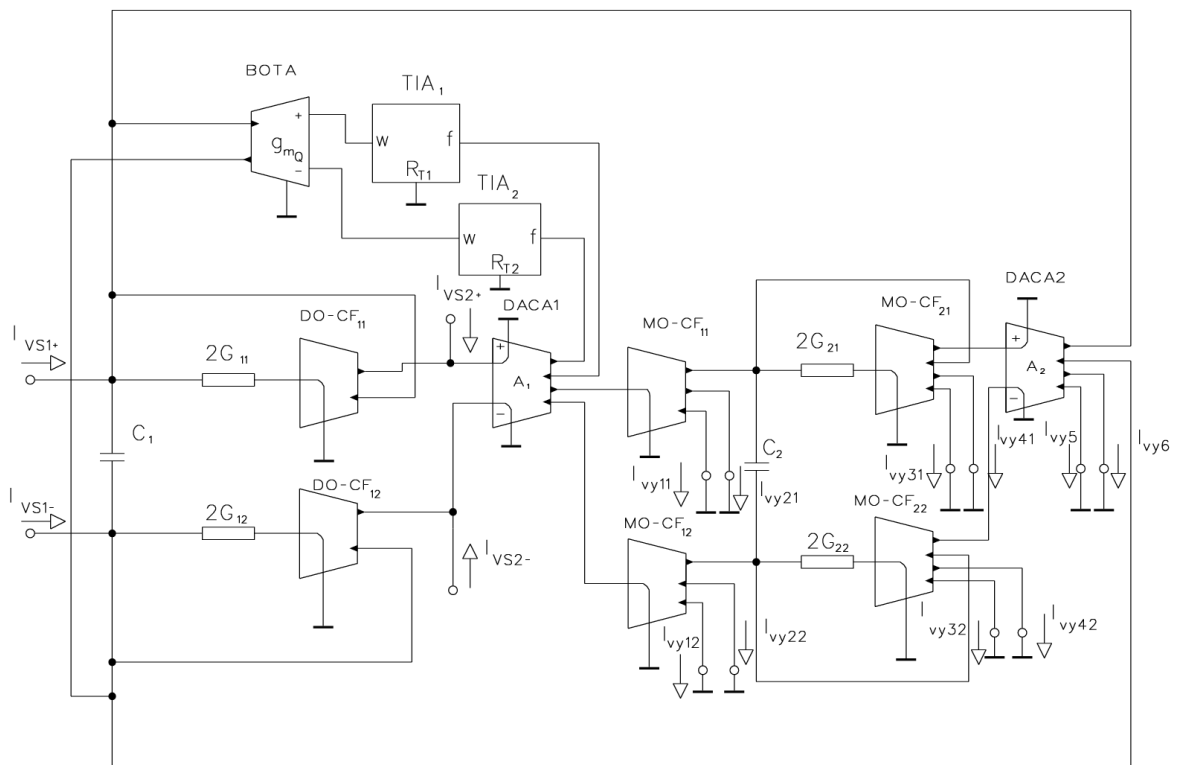 BOTA
TIA1
gmQ
+
−
w
f
RT1
TIA2
w
f
RT2
IVS2+
DACA1
DACA2
DO-CF11
MO-CF11
MO-CF21
IVS1+
2G11
+
A1
−
2G21
+
A2
−
C1
C2
Ivy11
Ivy21
Ivy31
Ivy41
Ivy5
Ivy6
IVS1-
DO-CF12
2G12
IVS2-
MO-CF12
MO-CF22
2G22
Ivy12
Ivy22
Ivy32
Ivy42